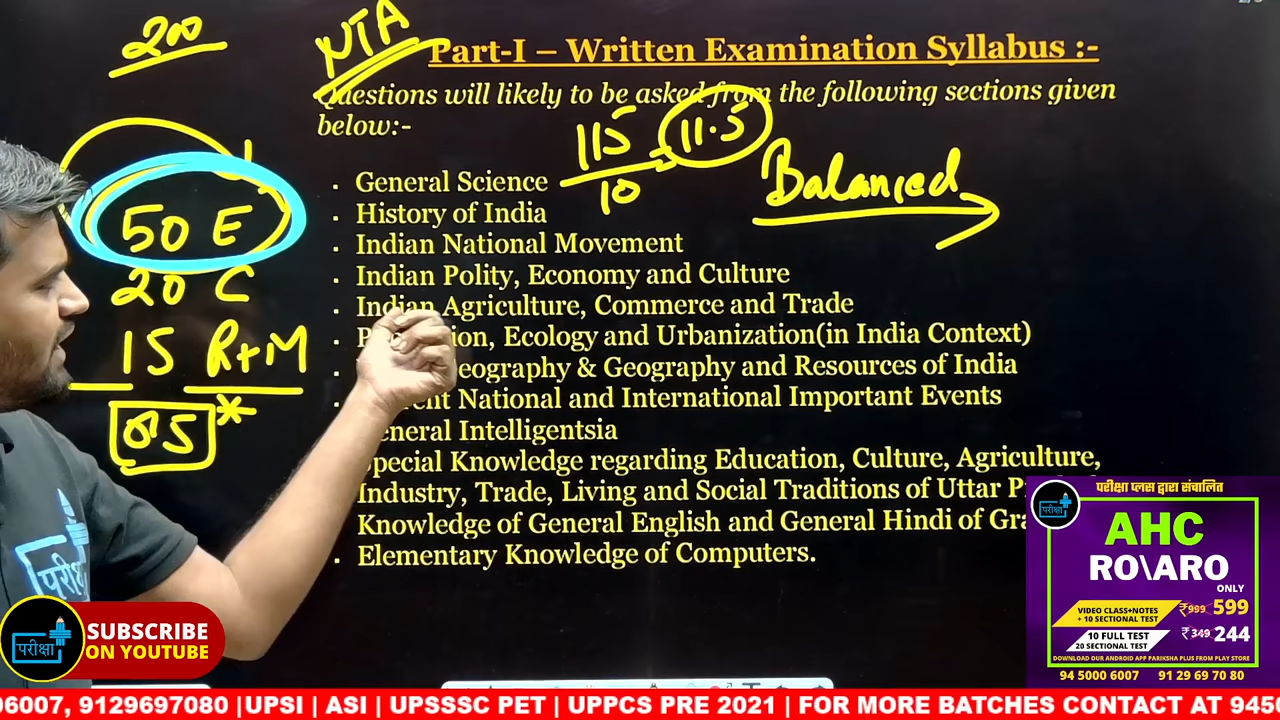 200
NTA
Part-I – Written Examination Syllabus :-
Questions will likely to be asked from the following sections given
below:-
115
10
11.5
Balanced
50 E
20 C
15 R+M
85 *
▪ General Science
▪ History of India
▪ Indian National Movement
▪ Indian Polity, Economy and Culture
▪ Indian Agriculture, Commerce and Trade
Ecology and Urbanization(in India Context)
Geography & Geography and Resources of India
National and International Important Events
General Intelligentsia
Special Knowledge regarding Education, Culture, Agriculture,
Industry, Trade, Living and Social Traditions of Uttar
Knowledge of General English and General Hindi of
▪ Elementary Knowledge of Computers.
परीक्षा
परीक्षा
SUBSCRIBE
ON YOUTUBE
परीक्षा प्लस द्वारा संचालित
परीक्षा
AHC
RO\ARO
ONLY
VIDEO CLASS+NOTES
+ 10 SECTIONAL TEST
₹999 599
10 FULL TEST
20 SECTIONAL TEST
₹349 244
DOWNLOAD OUR ANDROID APP PARIKSHA PLUS FROM PLAY STORE
94 5000 6007 91 29 69 70 80
06007, 9129697080 |UPSI | ASI | UPSSSC PET | UPPCS PRE 2021 | FOR MORE BATCHES CONTACT AT 945